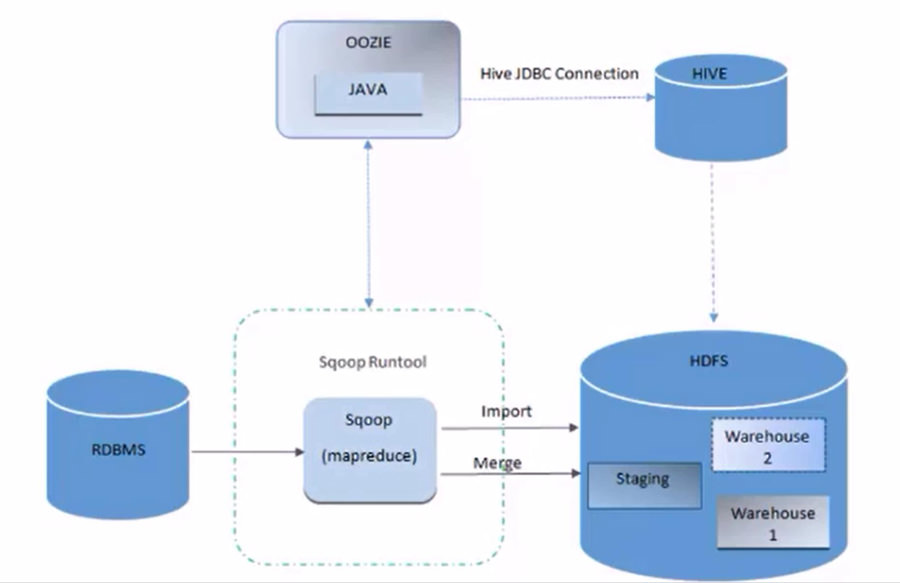 OOZIE
JAVA
Hive JDBC Connection
HIVE
Sqoop Runtool
HDFS
RDBMS
Sqoop
(mapreduce)
Import
Merge
Warehouse
2
Staging
Warehouse
1